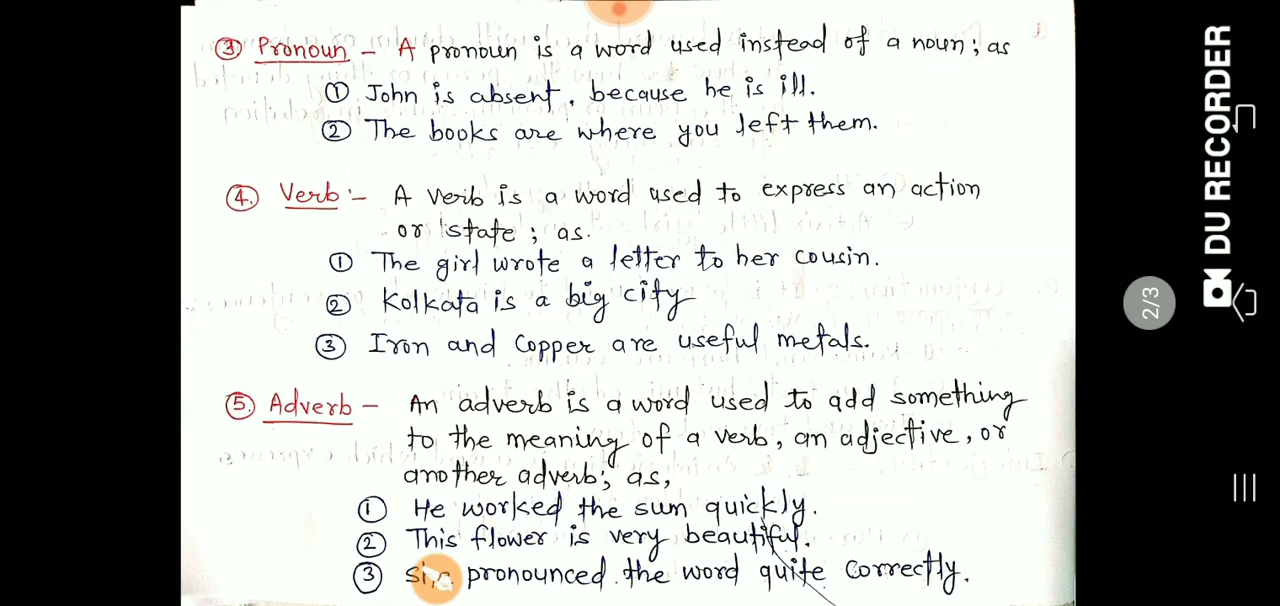 ③ Pronoun - A pronoun is a word used instead of a noun; as
① John is absent, because he is ill.
② The books are where you left them.
④. Verb :- A verb is a word used to express an action
or state ; as.
① The girl wrote a letter to her cousin.
② Kolkata is a big city
③ Iron and Copper are useful metals.
⑤. Adverb - An adverb is a word used to add something
to the meaning of a verb, an adjective, or
another adverb; as,
① He worked the sum quickly.
② This flower is very beautiful.
③ pronounced the word quite correctly.
2/3
DU RECORDER